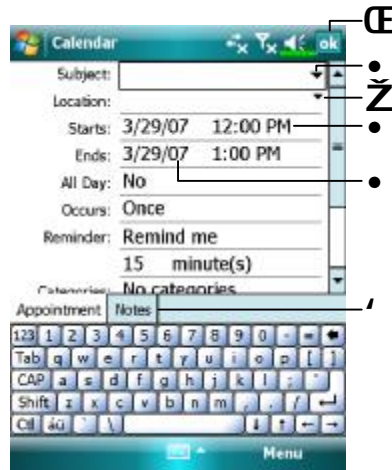 Calendar ok Œ
Subject: •
Location: Ž
Starts: 3/29/07 12:00 PM •
Ends: 3/29/07 1:00 PM •
All Day: No
Occurs: Once
Reminder: Remind me
15 minute(s)
Categories: No categories
Appointment Notes ‘
123 1 2 3 4 5 6 7 8 9 0 - =
Tab q w e r t y u i o p [ ]
CAP a s d f g h j k l ; '
Shift z x c v b n m , . /
Ctl áü ` \
Menu